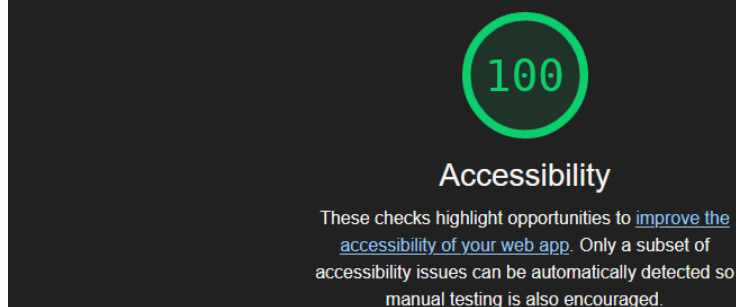 100
Accessibility
These checks highlight opportunities to improve the
accessibility of your web app. Only a subset of
accessibility issues can be automatically detected so
manual testing is also encouraged.